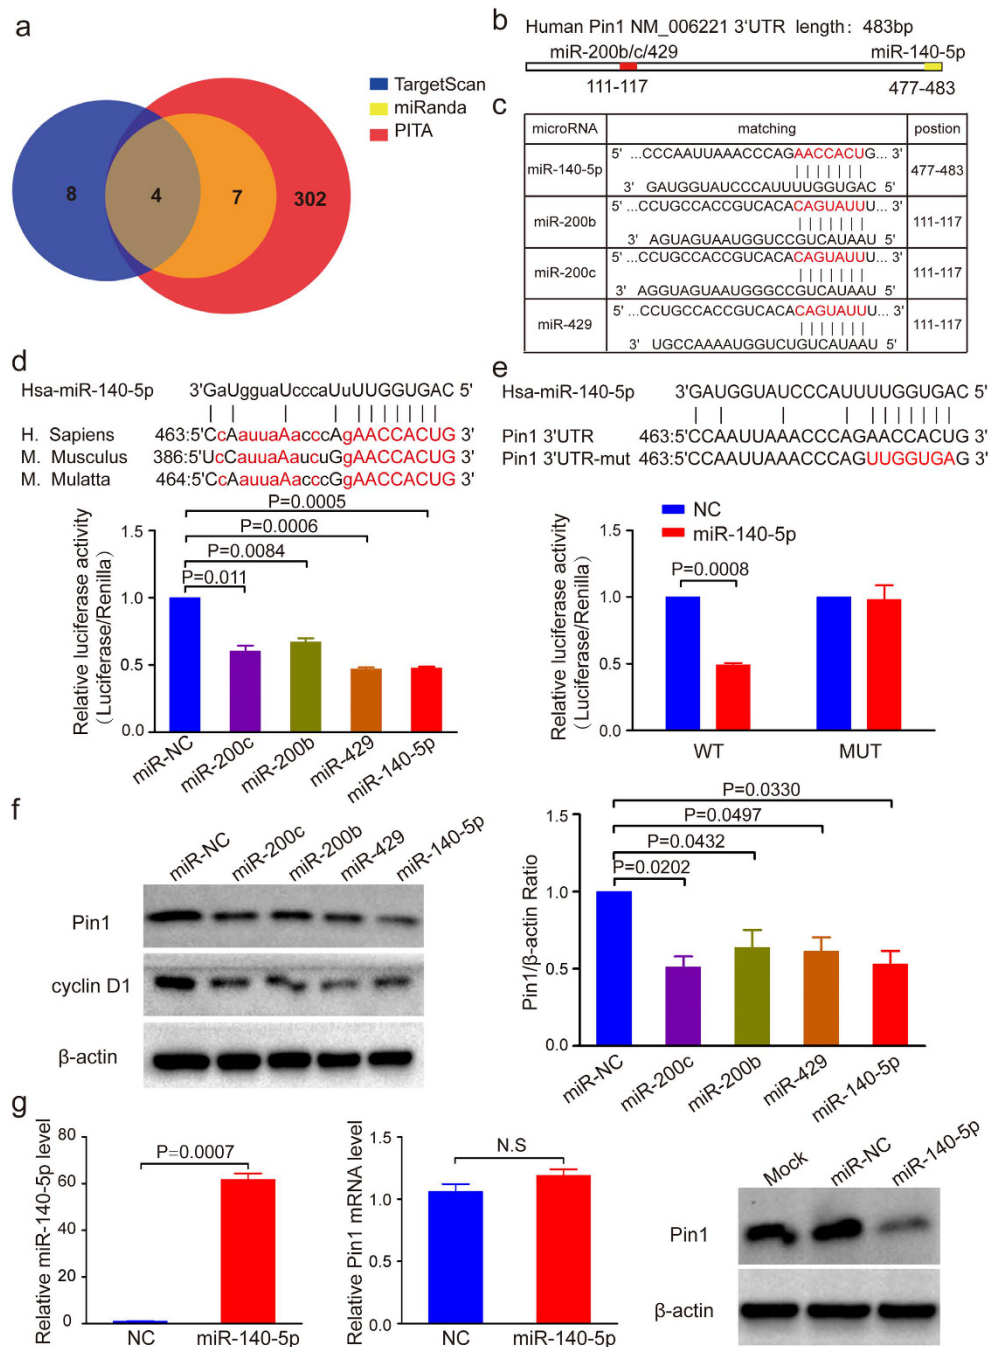 a
TargetScan
miRanda
PITA
8
4
7
302
b
Human Pin1 NM_006221 3'UTR length: 483bp
miR-200b/c/429
miR-140-5p
111-117
477-483
c
microRNA matching postion
5' ...CCCAAUUAAACCCAGAACCACUG... 3'
miR-140-5p
477-483
3' GAUGGUAUCCCAUUUUGGUGAC 5'
5' ...CCUGCCACCGUCACACAGUAUUU... 3'
miR-200b
111-117
3' AGUAGUAAUGGUCCGUCAUAAU 5'
5' ...CCUGCCACCGUCACACAGUAUUU... 3'
miR-200c
111-117
3' AGGUAGUAAUGGGCCGUCAUAAU 5'
5' ...CCUGCCACCGUCACACAGUAUUU... 3'
miR-429
111-117
3' UGCCAAAAUGGUCUGUCAUAAU 5'
d
Hsa-miR-140-5p 3'GaUgguaUcccaUuUUGGUGAC 5'
H. Sapiens 463:5'CcAauuaAacccAgAACCACUG 3'
M. Musculus 386:5'UcCauuaAaucuGgAACCACUG 3'
M. Mulatta 464:5'CcAauuaAacccGgAACCACUG 3'
Relative luciferase activity
(Luciferase/Renilla)
1.5
1.0
0.5
0.0
P=0.0005
P=0.0006
P=0.0084
P=0.011
miR-NC
miR-200c
miR-200b
miR-429
miR-140-5p
e
Hsa-miR-140-5p 3'GAUGGUAUCCCAUUUUGGUGAC 5'
Pin1 3'UTR 463:5'CCAAUUAAACCCAGAACCACUG 3'
Pin1 3'UTR-mut 463:5'CCAAUUAAACCCAGUUGGUGAG 3'
NC
miR-140-5p
Relative luciferase activity
(Luciferase/Renilla)
1.5
1.0
0.5
0.0
P=0.0008
WT
MUT
f
miR-NC
miR-200c
miR-200b
miR-429
miR-140-5p
Pin1
cyclin D1
β-actin
Pin1/β-actin Ratio
1.5
1.0
0.5
0.0
P=0.0330
P=0.0497
P=0.0432
P=0.0202
miR-NC
miR-200c
miR-200b
miR-429
miR-140-5p
g
Relative miR-140-5p level
80
60
40
20
0
P=0.0007
NC
miR-140-5p
Relative Pin1 mRNA level
1.5
1.0
0.5
0.0
N.S
NC
miR-140-5p
Mock
miR-NC
miR-140-5p
Pin1
β-actin